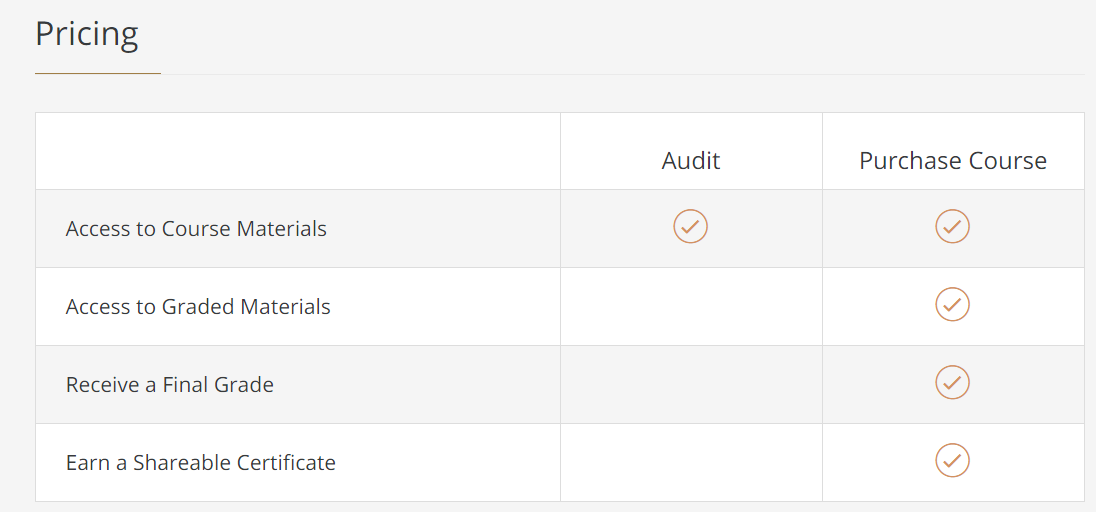 Pricing
Audit Purchase Course
Access to Course Materials
Access to Graded Materials
Receive a Final Grade
Earn a Shareable Certificate